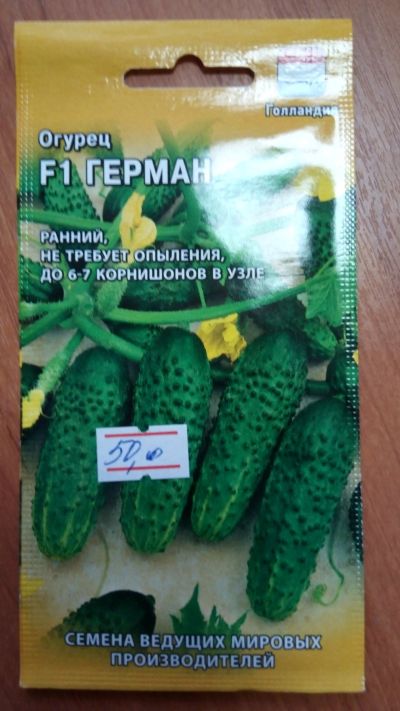 Голландия
Огурец
F1 ГЕРМАН
РАННИЙ,
НЕ ТРЕБУЕТ ОПЫЛЕНИЯ,
ДО 6-7 КОРНИШОНОВ В УЗЛЕ
50,00
СЕМЕНА ВЕДУЩИХ МИРОВЫХ
ПРОИЗВОДИТЕЛЕЙ